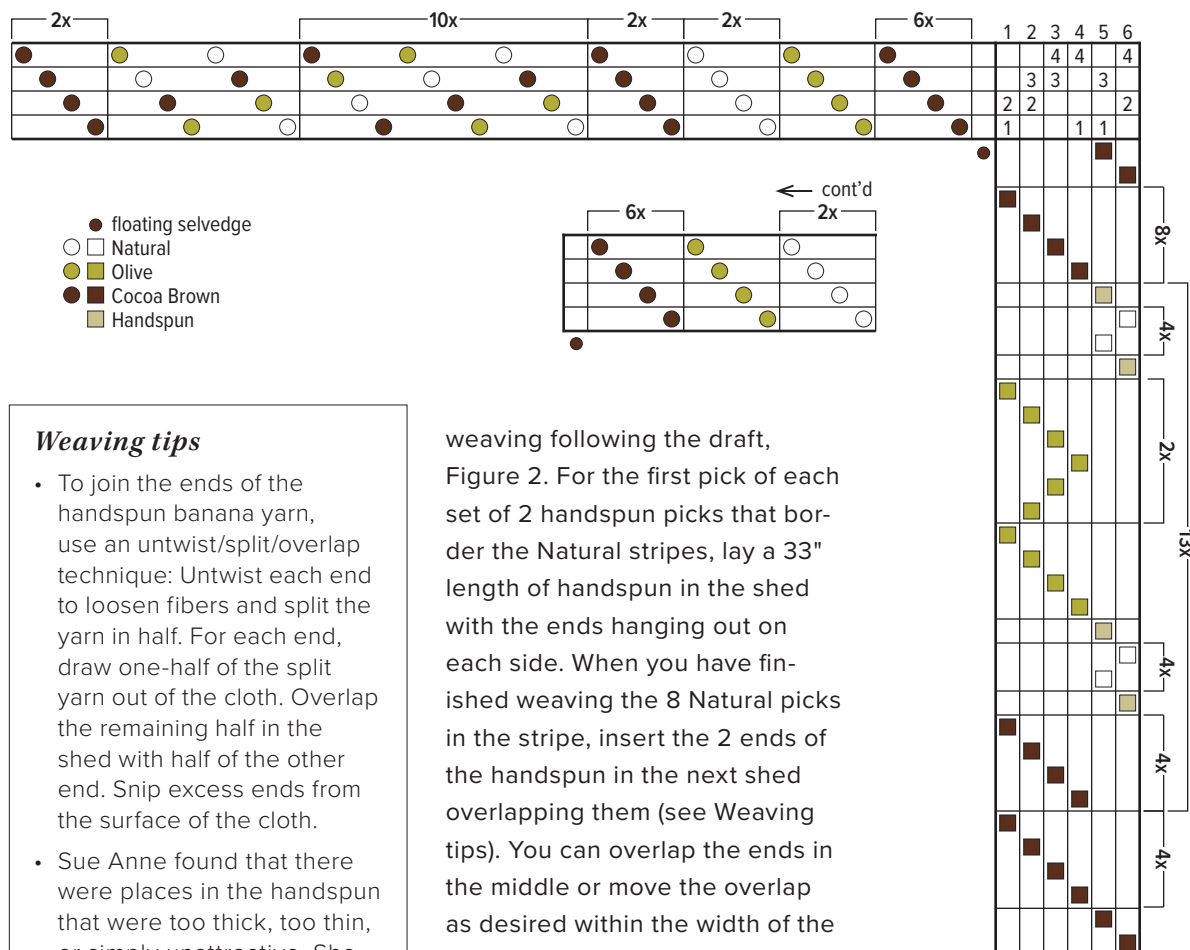 2x 10x 2x 2x 6x
1 2 3 4 5 6
4 4 4
3 3 3
2 2 2
1 1 1
cont'd
6x 2x
floating selvedge
Natural
Olive
Cocoa Brown
Handspun
8x
4x
2x
13x
4x
4x
4x
Weaving tips
• To join the ends of the
handspun banana yarn,
use an untwist/split/overlap
technique: Untwist each end
to loosen fibers and split the
yarn in half. For each end,
draw one-half of the split
yarn out of the cloth. Overlap
the remaining half in the
shed with half of the other
end. Snip excess ends from
the surface of the cloth.
• Sue Anne found that there
were places in the handspun
that were too thick, too thin,
or simply unattractive. She
weaving following the draft,
Figure 2. For the first pick of each
set of 2 handspun picks that bor-
der the Natural stripes, lay a 33"
length of handspun in the shed
with the ends hanging out on
each side. When you have fin-
ished weaving the 8 Natural picks
in the stripe, insert the 2 ends of
the handspun in the next shed
overlapping them (see Weaving
tips). You can overlap the ends in
the middle or move the overlap
as desired within the width of the